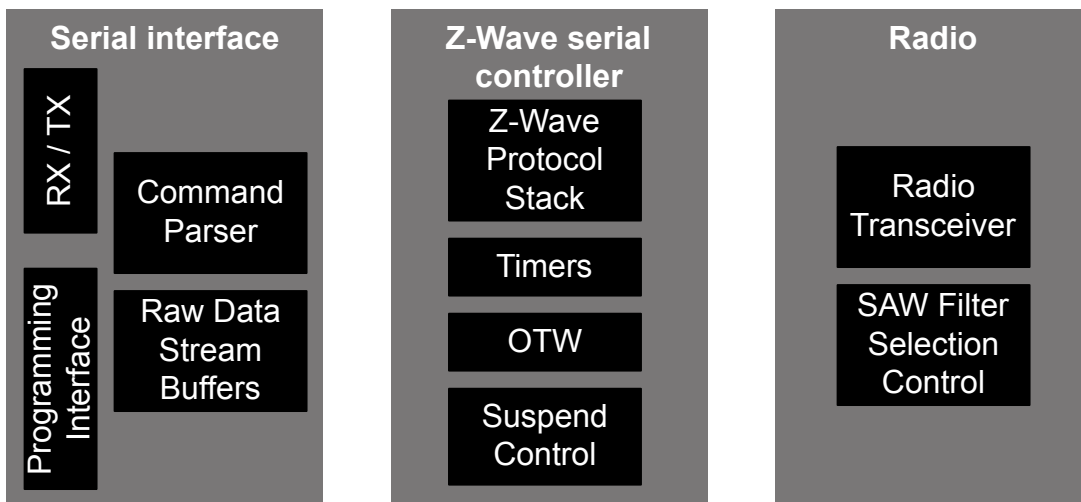 Serial interface
RX / TX
Command
Parser
Programming
Interface
Raw Data
Stream
Buffers
Z-Wave serial
controller
Z-Wave
Protocol
Stack
Timers
OTW
Suspend
Control
Radio
Radio
Transceiver
SAW Filter
Selection
Control